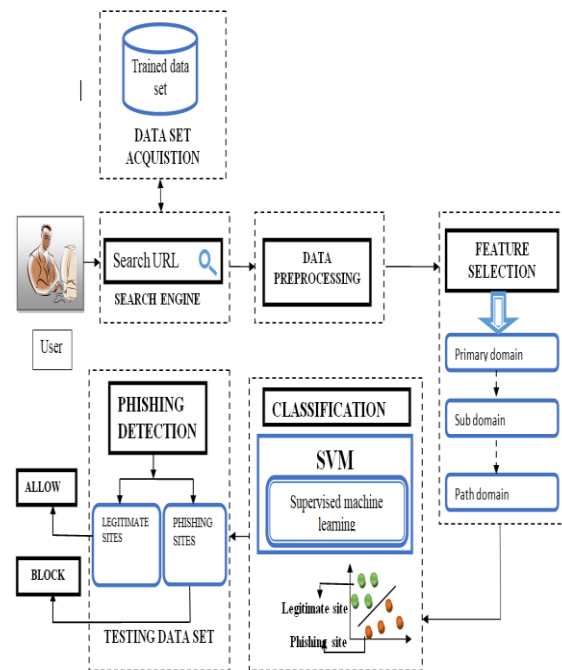 Trained data
set
DATA SET
ACQUISTION
Search URL
SEARCH ENGINE
User
DATA
PREPROCESSING
FEATURE
SELECTION
Primary domain
Sub domain
Path domain
CLASSIFICATION
SVM
Supervised machine
learning
Legitimate site
Phishing site
PHISHING
DETECTION
LEGITIMATE
SITES
PHISHING
SITES
TESTING DATA SET
ALLOW
BLOCK